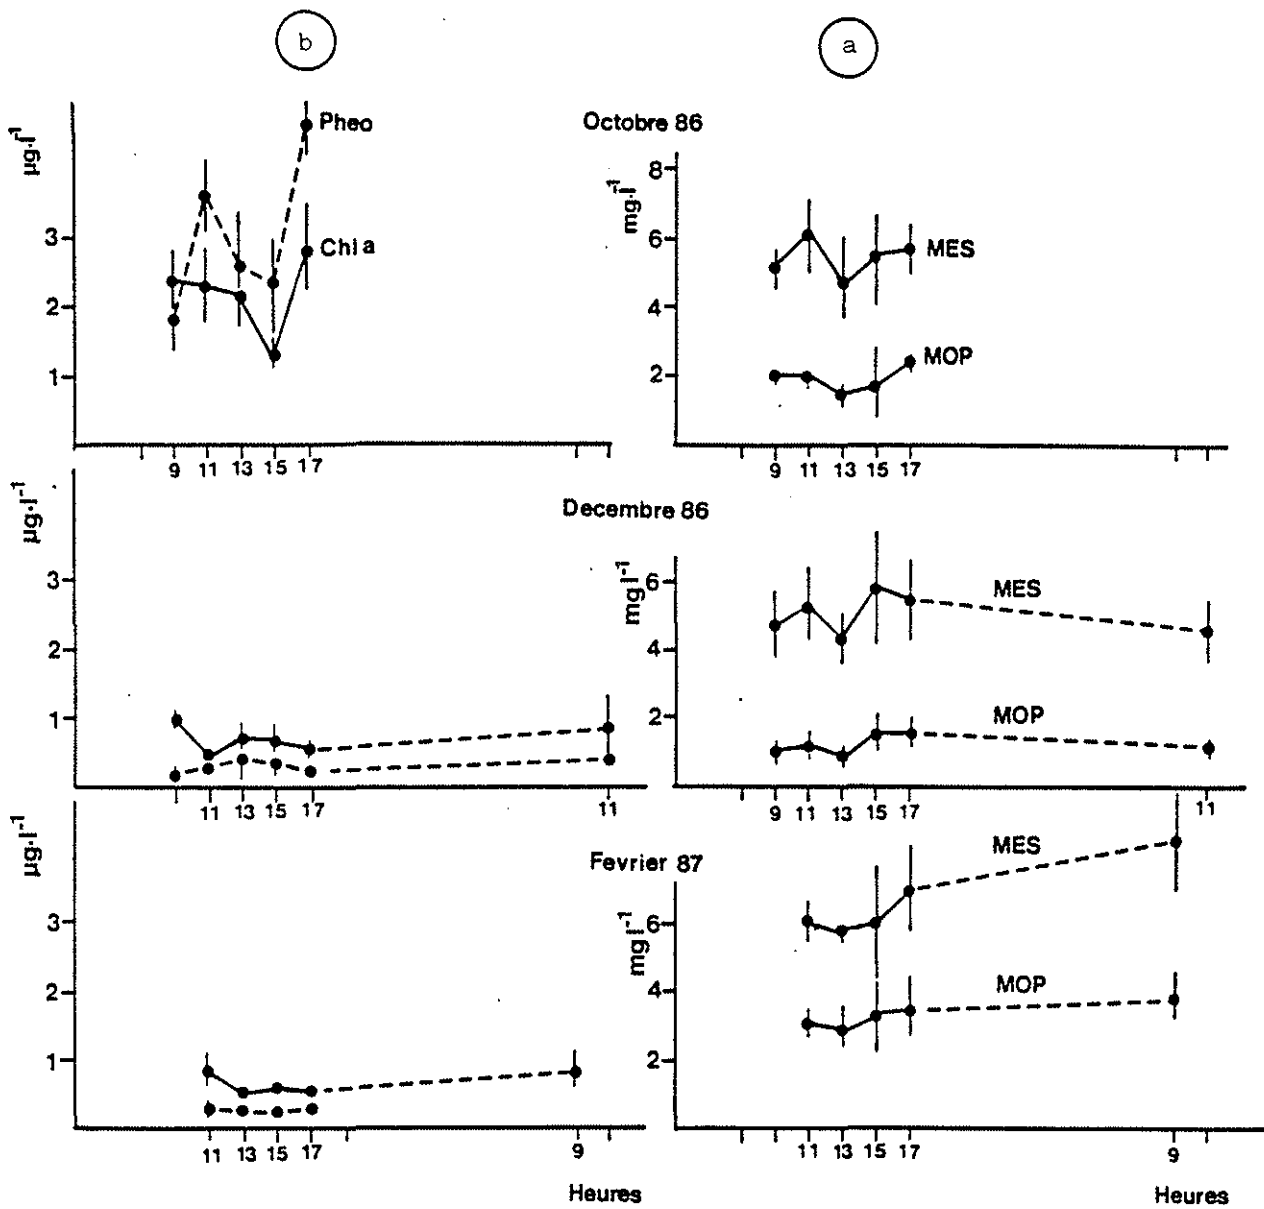 b
a
Octobre 86
µg.l⁻¹
3
2
1
Pheo
Chl a
9 11 13 15 17
mg.l⁻¹
8
6
4
2
MES
MOP
9 11 13 15 17
Decembre 86
µg.l⁻¹
3
2
1
11 13 15 17 11
mg l⁻¹
6
4
2
MES
MOP
9 11 13 15 17 11
Fevrier 87
µg.l⁻¹
3
2
1
11 13 15 17 9
Heures
mg l⁻¹
6
4
2
MES
MOP
11 13 15 17 9
Heures